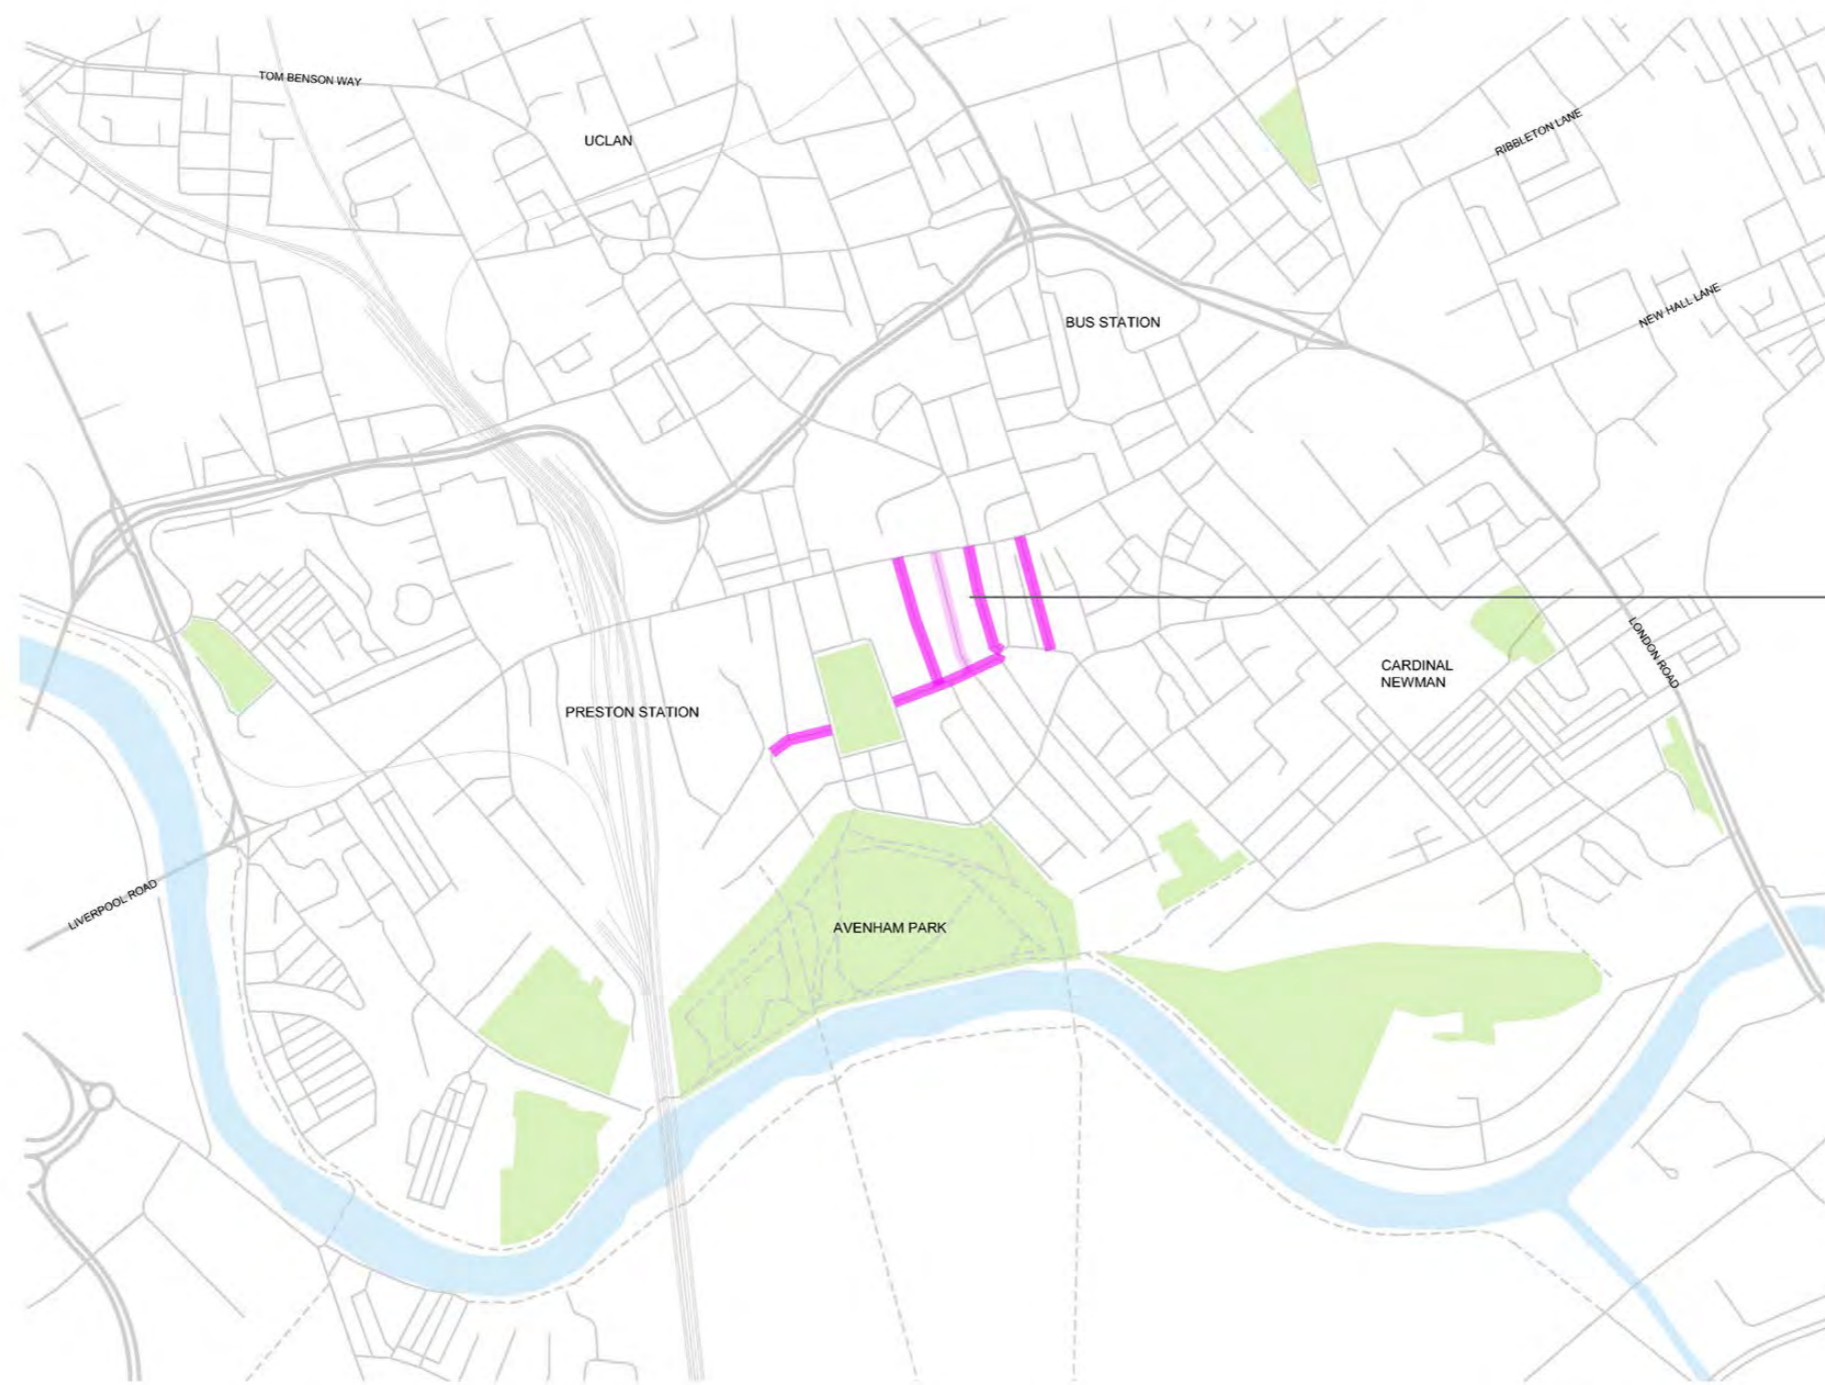 TOM BENSON WAY
UCLAN
RIBBLETON LANE
NEW HALL LANE
BUS STATION
LONDON ROAD
CARDINAL
NEWMAN
PRESTON STATION
LIVERPOOL ROAD
AVENHAM PARK